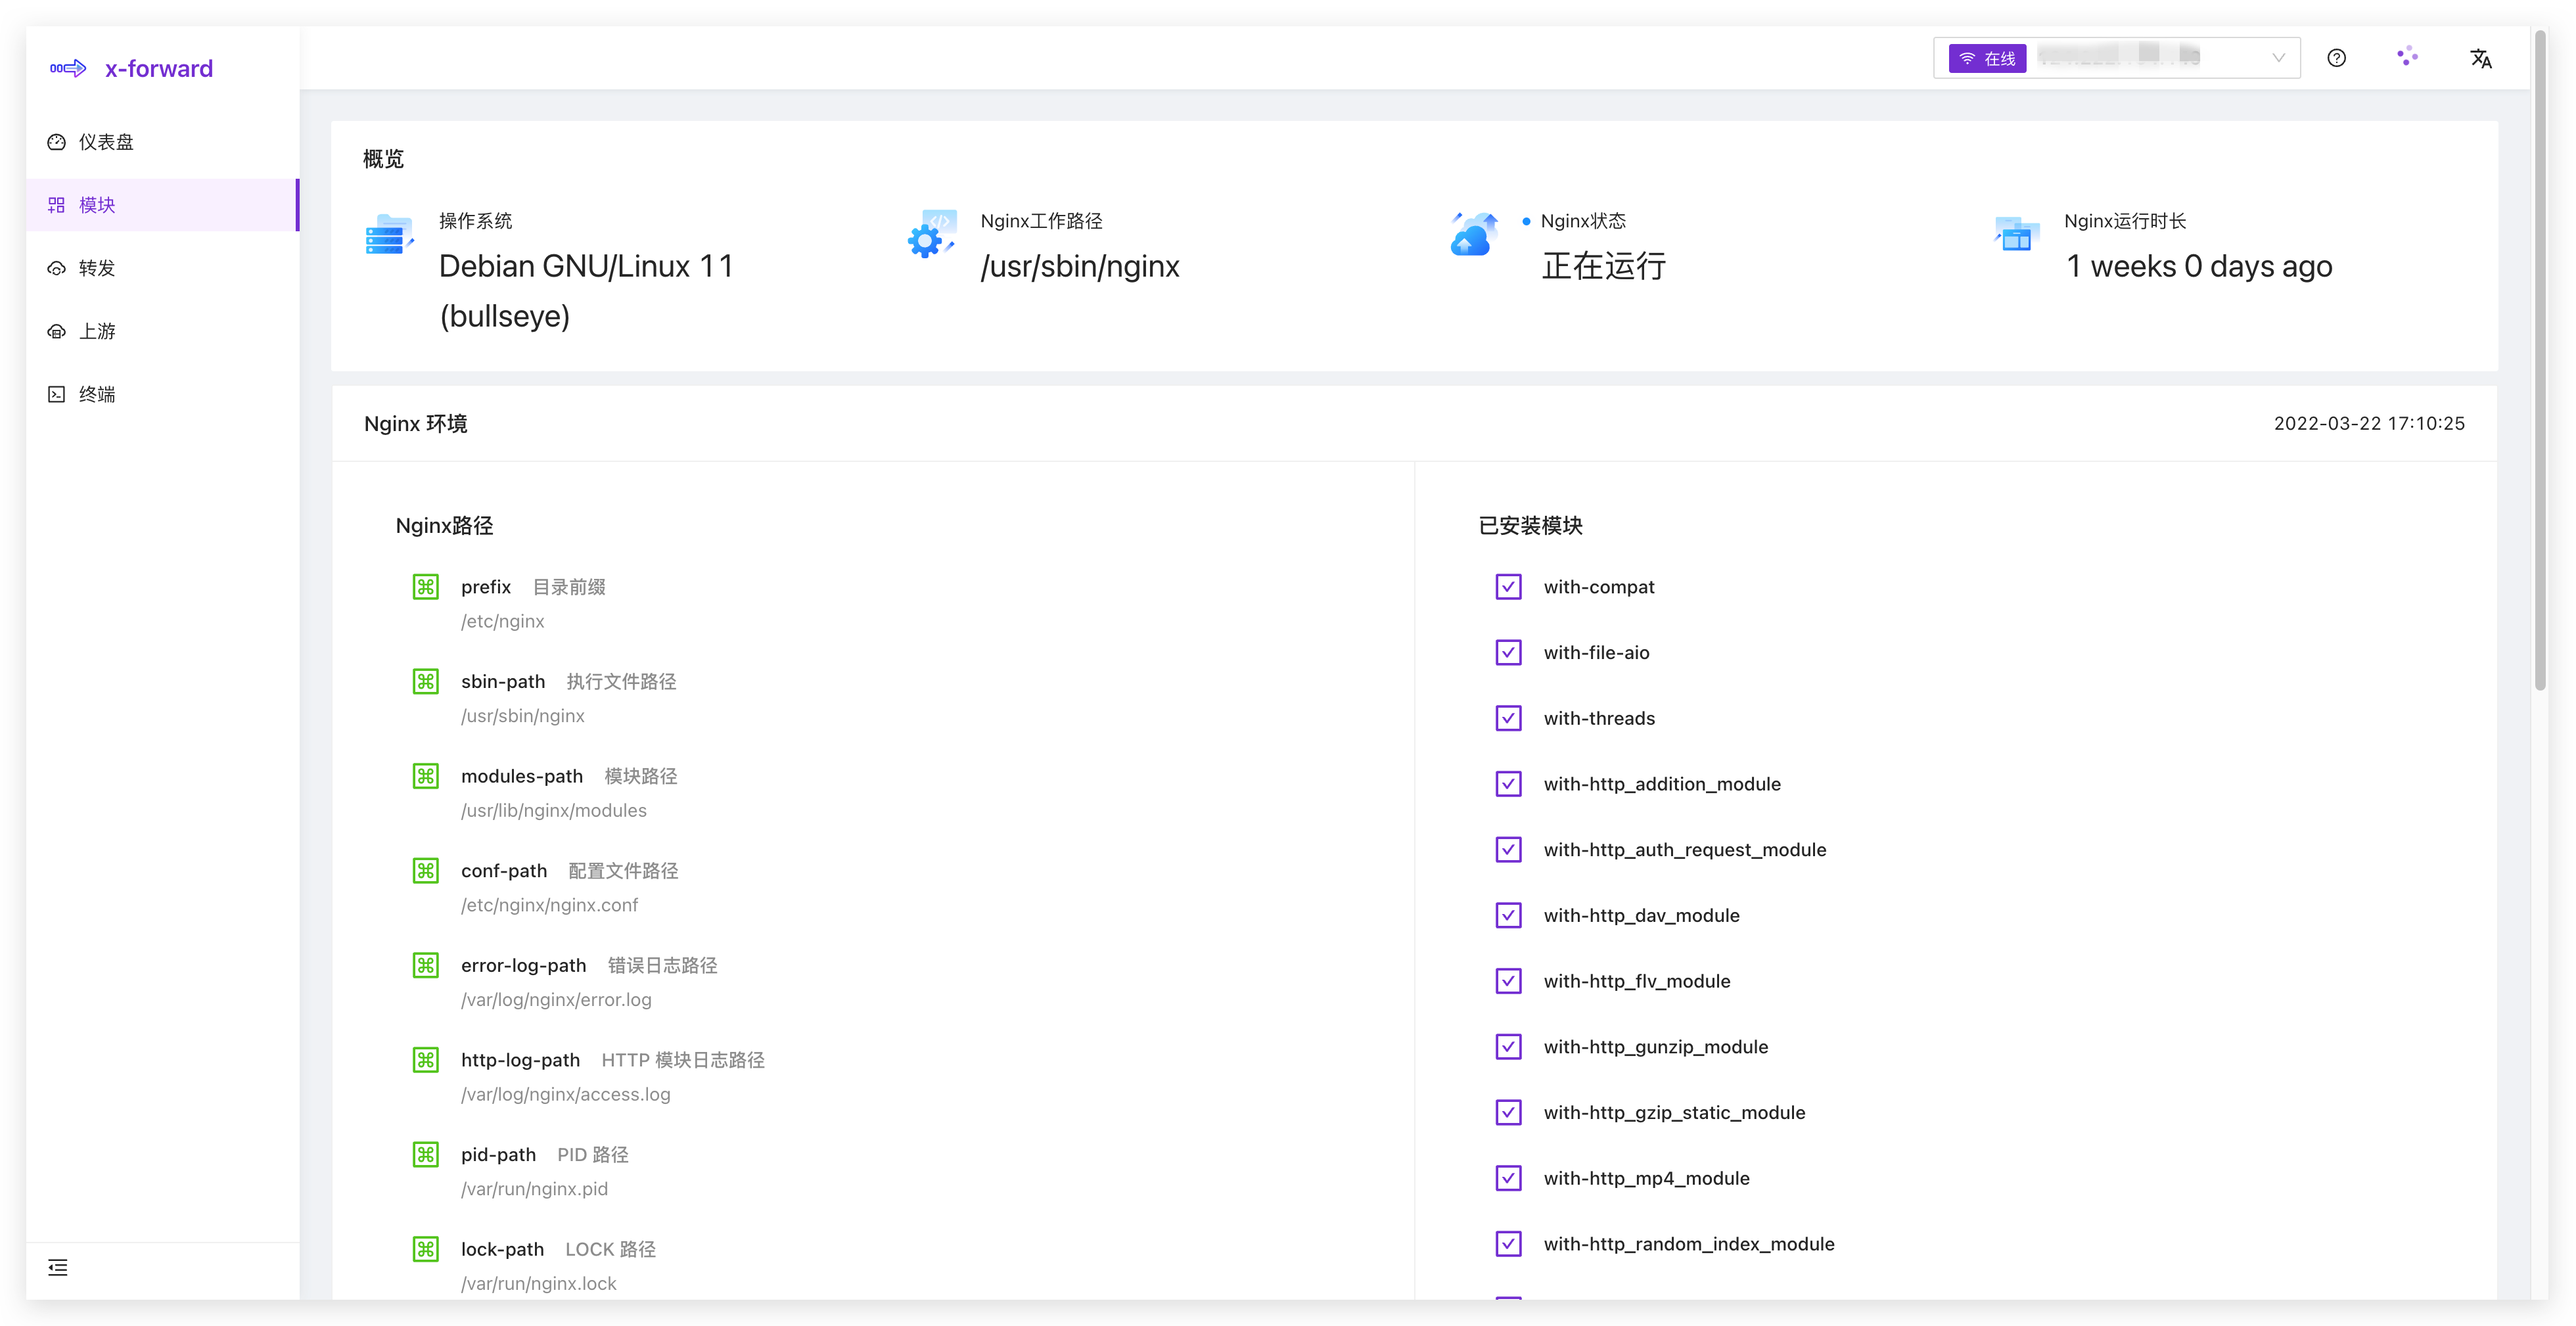 x-forward
在线
仪表盘
模块
转发
上游
终端
概览
操作系统
Debian GNU/Linux 11
(bullseye)
Nginx工作路径
/usr/sbin/nginx
Nginx状态
正在运行
Nginx运行时长
1 weeks 0 days ago
Nginx 环境
2022-03-22 17:10:25
Nginx路径
prefix 目录前缀
/etc/nginx
sbin-path 执行文件路径
/usr/sbin/nginx
modules-path 模块路径
/usr/lib/nginx/modules
conf-path 配置文件路径
/etc/nginx/nginx.conf
error-log-path 错误日志路径
/var/log/nginx/error.log
http-log-path HTTP 模块日志路径
/var/log/nginx/access.log
pid-path PID 路径
/var/run/nginx.pid
lock-path LOCK 路径
/var/run/nginx.lock
已安装模块
with-compat
with-file-aio
with-threads
with-http_addition_module
with-http_auth_request_module
with-http_dav_module
with-http_flv_module
with-http_gunzip_module
with-http_gzip_static_module
with-http_mp4_module
with-http_random_index_module